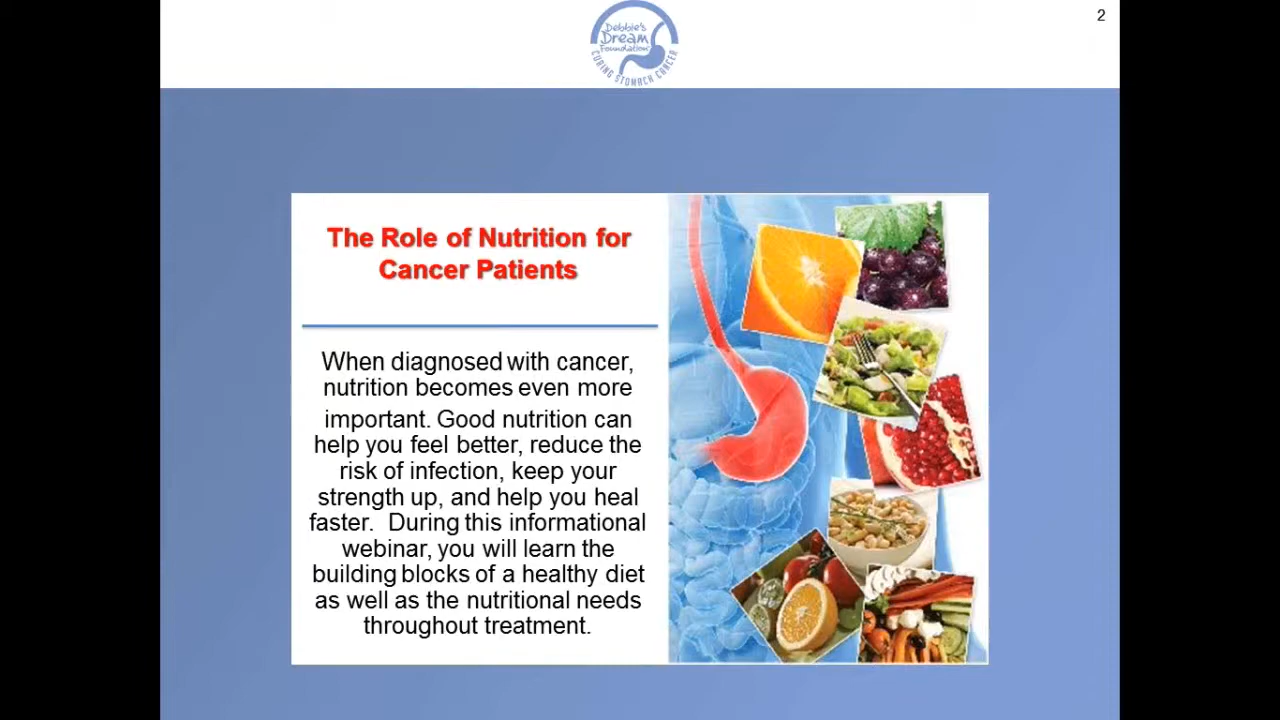 2
Debbie's
Dream
Foundation
CURING STOMACH CANCER
The Role of Nutrition for
Cancer Patients
When diagnosed with cancer,
nutrition becomes even more
important. Good nutrition can
help you feel better, reduce the
risk of infection, keep your
strength up, and help you heal
faster. During this informational
webinar, you will learn the
building blocks of a healthy diet
as well as the nutritional needs
throughout treatment.